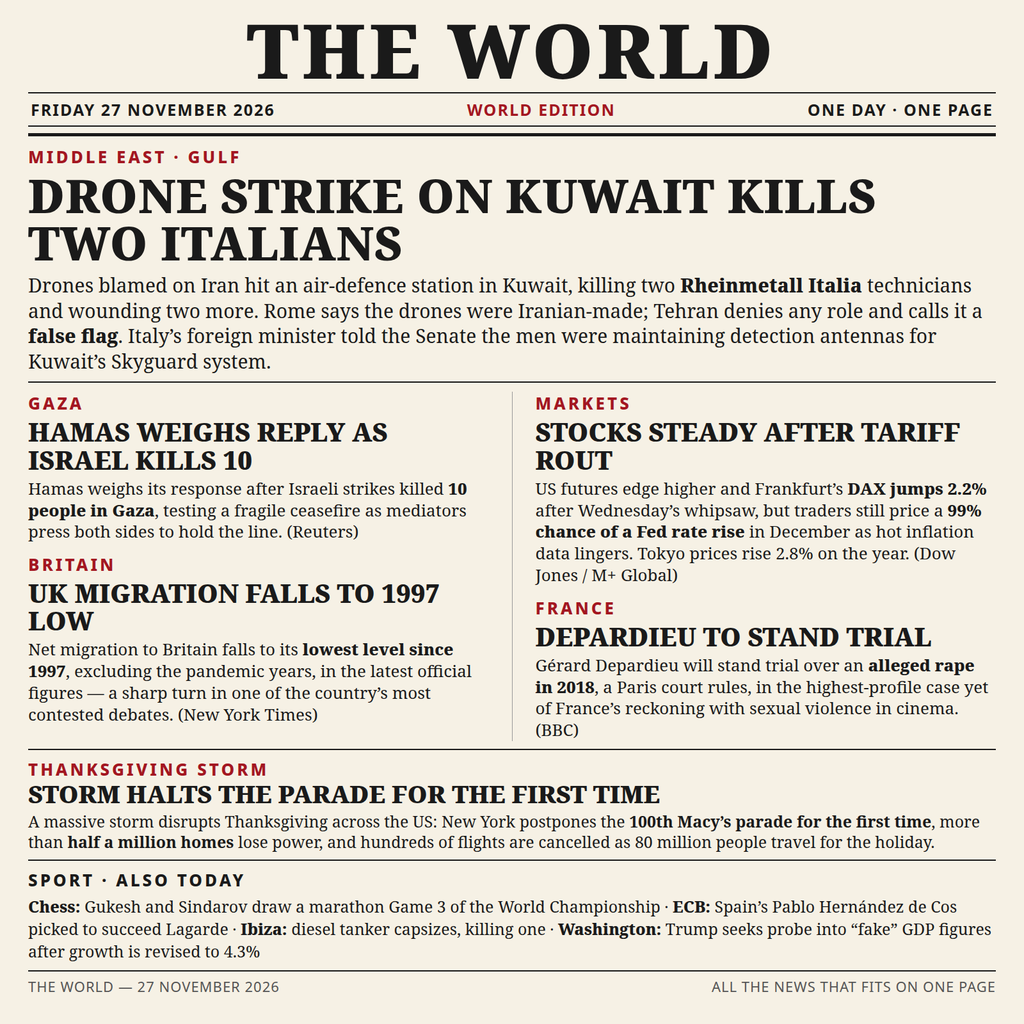 THE WORLD
FRIDAY 27 NOVEMBER 2026
WORLD EDITION
ONE DAY · ONE PAGE
MIDDLE EAST · GULF
DRONE STRIKE ON KUWAIT KILLS
TWO ITALIANS
Drones blamed on Iran hit an air-defence station in Kuwait, killing two Rheinmetall Italia technicians
and wounding two more. Rome says the drones were Iranian-made; Tehran denies any role and calls it a
false flag. Italy’s foreign minister told the Senate the men were maintaining detection antennas for
Kuwait’s Skyguard system.
GAZA
HAMAS WEIGHS REPLY AS
ISRAEL KILLS 10
Hamas weighs its response after Israeli strikes killed 10
people in Gaza, testing a fragile ceasefire as mediators
press both sides to hold the line. (Reuters)
BRITAIN
UK MIGRATION FALLS TO 1997
LOW
Net migration to Britain falls to its lowest level since
1997, excluding the pandemic years, in the latest official
figures — a sharp turn in one of the country’s most
contested debates. (New York Times)
MARKETS
STOCKS STEADY AFTER TARIFF
ROUT
US futures edge higher and Frankfurt’s DAX jumps 2.2%
after Wednesday’s whipsaw, but traders still price a 99%
chance of a Fed rate rise in December as hot inflation
data lingers. Tokyo prices rise 2.8% on the year. (Dow
Jones / M+ Global)
FRANCE
DEPARDIEU TO STAND TRIAL
Gérard Depardieu will stand trial over an alleged rape
in 2018, a Paris court rules, in the highest-profile case yet
of France’s reckoning with sexual violence in cinema.
(BBC)
THANKSGIVING STORM
STORM HALTS THE PARADE FOR THE FIRST TIME
A massive storm disrupts Thanksgiving across the US: New York postpones the 100th Macy’s parade for the first time, more
than half a million homes lose power, and hundreds of flights are cancelled as 80 million people travel for the holiday.
SPORT · ALSO TODAY
Chess: Gukesh and Sindarov draw a marathon Game 3 of the World Championship · ECB: Spain’s Pablo Hernández de Cos
picked to succeed Lagarde · Ibiza: diesel tanker capsizes, killing one · Washington: Trump seeks probe into “fake” GDP figures
after growth is revised to 4.3%
THE WORLD — 27 NOVEMBER 2026
ALL THE NEWS THAT FITS ON ONE PAGE